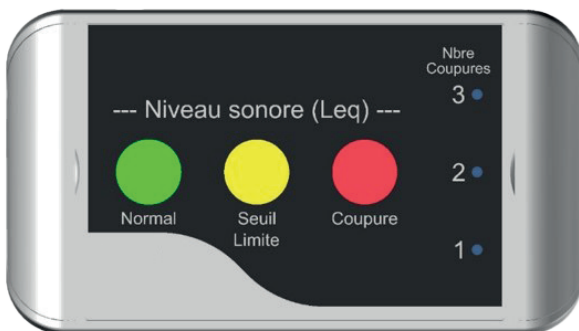 Nbre
Coupures
--- Niveau sonore (Leq) ---
3
2
1
Normal
Seuil
Limite
Coupure